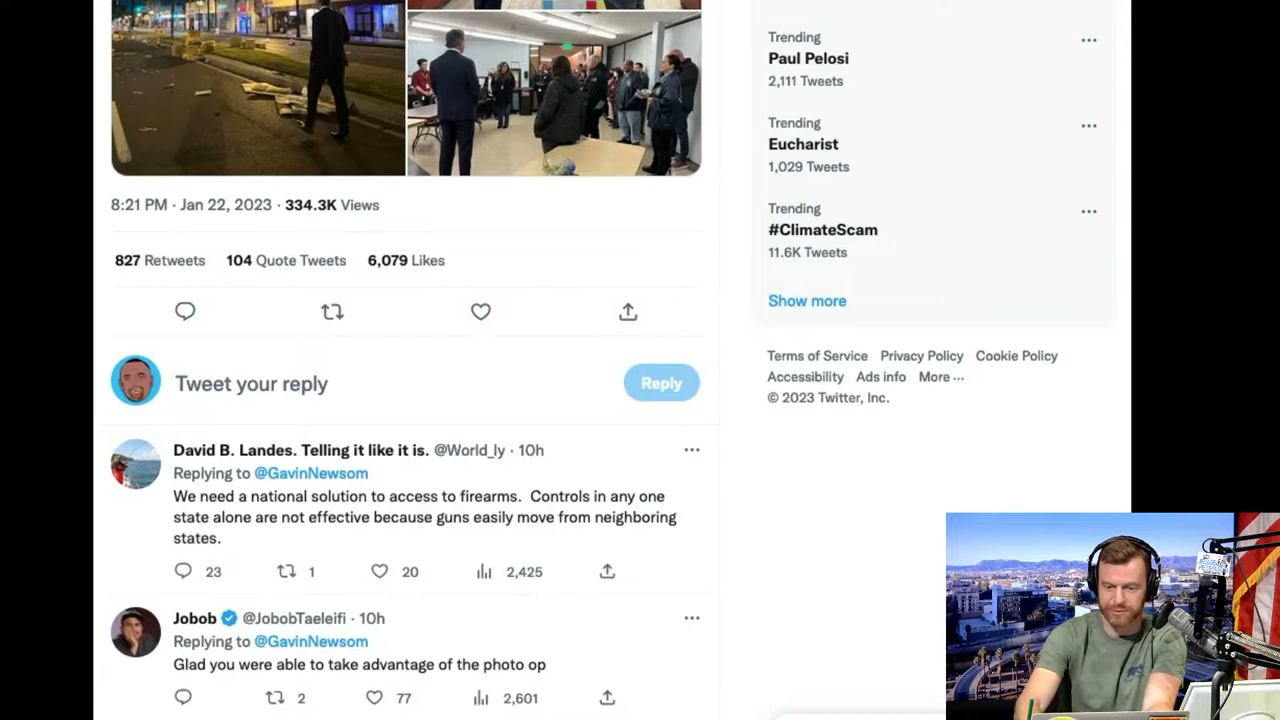 8:21 PM · Jan 22, 2023 · 334.3K Views
827 Retweets 104 Quote Tweets 6,079 Likes
Tweet your reply
Reply
David B. Landes. Telling it like it is. @World_ly · 10h
Replying to @GavinNewsom
We need a national solution to access to firearms. Controls in any one
state alone are not effective because guns easily move from neighboring
states.
23 1 20 2,425
Jobob @JobobTaeleifi · 10h
Replying to @GavinNewsom
Glad you were able to take advantage of the photo op
2 77 2,601
Trending
Paul Pelosi
2,111 Tweets
Trending
Eucharist
1,029 Tweets
Trending
#ClimateScam
11.6K Tweets
Show more
Terms of Service Privacy Policy Cookie Policy
Accessibility Ads info More ···
© 2023 Twitter, Inc.